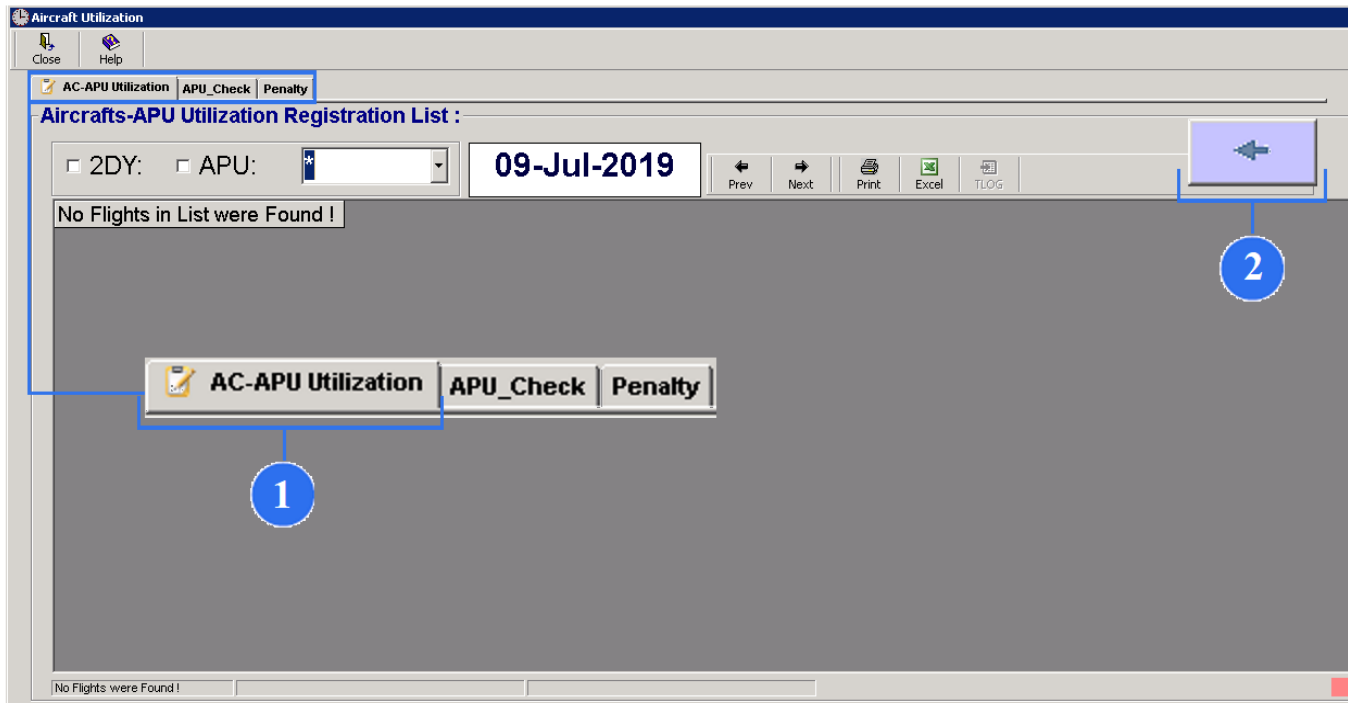 Aircraft Utilization
Close Help
AC-APU Utilization APU_Check Penalty
Aircrafts-APU Utilization Registration List :
2DY: APU: * 09-Jul-2019 Prev Next Print Excel TLOG
No Flights in List were Found !
2
AC-APU Utilization APU_Check Penalty
1
No Flights were Found !